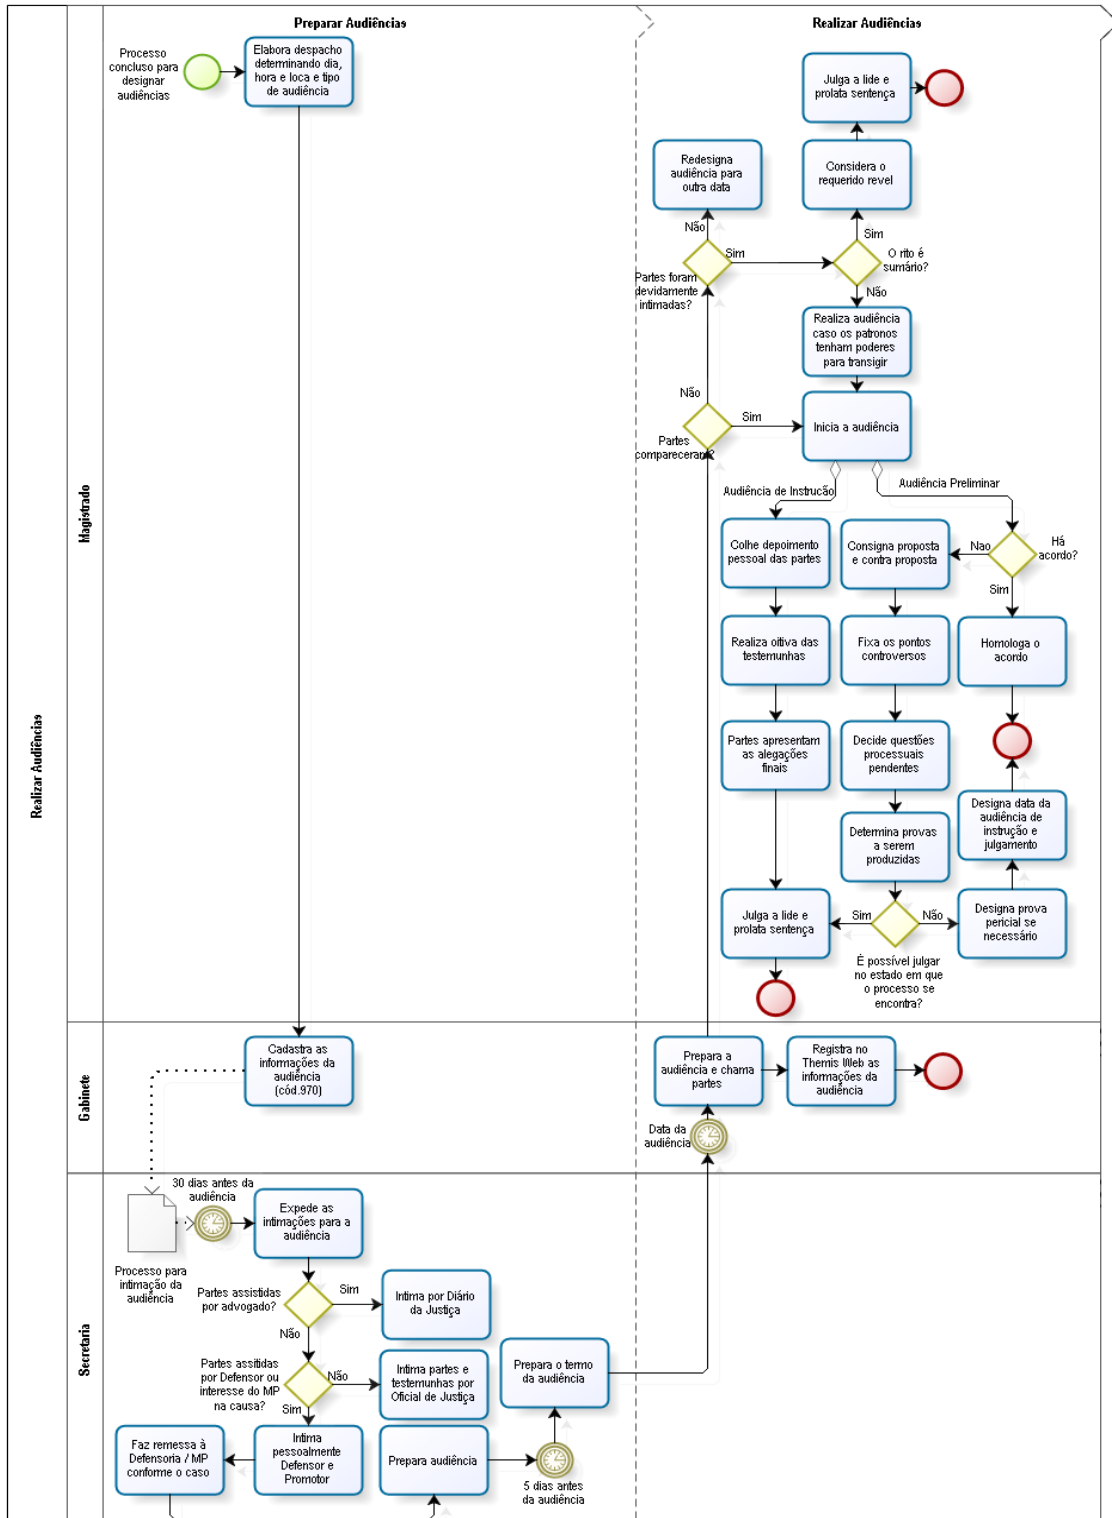 Preparar Audiências
Realizar Audiências
Realizar Audiências
Magistrado
Processo
concluso para
designar
audiências
Elabora despacho
determinando dia,
hora e loca e tipo
de audiência
Julga a lide e
prolata sentença
Redesigna
audiência para
outra data
Considera o
requerido revel
Não
Sim
Sim
O rito é
sumário?
Partes foram
devidamente
intimadas?
Não
Realiza audiência
caso os patronos
tenham poderes
para transigir
Não
Sim
Inicia a audiência
Partes
compareceram?
Audiência de Instrucão
Audiência Preliminar
Colhe depoimento
pessoal das partes
Consigna proposta
e contra proposta
Nao
Há
acordo?
Sim
Realiza oitiva das
testemunhas
Fixa os pontos
controversos
Homologa o
acordo
Partes apresentam
as alegações
finais
Decide questões
processuais
pendentes
Designa data da
audiência de
instrução e
julgamento
Determina provas
a serem
produzidas
Julga a lide e
prolata sentença
Sim
Não
Designa prova
pericial se
necessário
É possível julgar
no estado em que
o processo se
encontra?
Gabinete
Cadastra as
informações da
audiência
(cód.970)
Prepara a
audiência e chama
partes
Registra no
Themis Web as
informações da
audiência
Data da
audiência
Secretaria
30 dias antes da
audiência
Expede as
intimações para a
audiência
Processo para
intimação da
audiência
Partes assistidas
por advogado?
Sim
Intima por Diário
da Justiça
Não
Partes assitidas
por Defensor ou
interesse do MP
na causa?
Não
Intima partes e
testemunhas por
Oficial de Justiça
Prepara o termo
da audiência
Sim
Faz remessa à
Defensoria / MP
conforme o caso
Intima
pessoalmente
Defensor e
Promotor
Prepara audiência
5 dias antes
da audiência